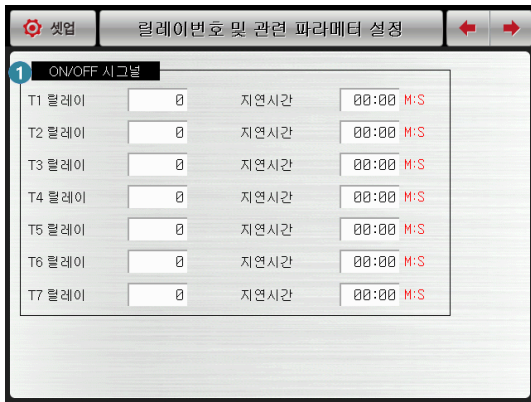 셋업 릴레이번호 및 관련 파라메터 설정
1 ON/OFF 시그널
T1 릴레이 0 지연시간 00:00 M:S
T2 릴레이 0 지연시간 00:00 M:S
T3 릴레이 0 지연시간 00:00 M:S
T4 릴레이 0 지연시간 00:00 M:S
T5 릴레이 0 지연시간 00:00 M:S
T6 릴레이 0 지연시간 00:00 M:S
T7 릴레이 0 지연시간 00:00 M:S